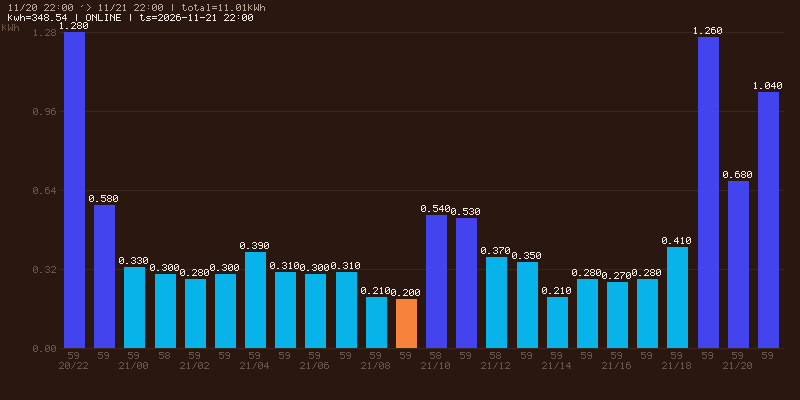 11/20 22:00 -> 11/21 22:00 | total=11.01KWh
Kwh=348.54 | ONLINE | ts=2026-11-21 22:00
KWh
1.28 1.280 1.260
0.96 1.040
0.64 0.580 0.540 0.530 0.680
0.32 0.330 0.300 0.280 0.300 0.390 0.310 0.300 0.310 0.210 0.200 0.370 0.350 0.210 0.280 0.270 0.280 0.410
0.00
59 59 59 58 59 59 59 59 59 59 59 59 58 59 59 59 59 59 59 59 59 59 59 59
20/22 21/00 21/02 21/04 21/06 21/08 21/10 21/12 21/14 21/16 21/18 21/20